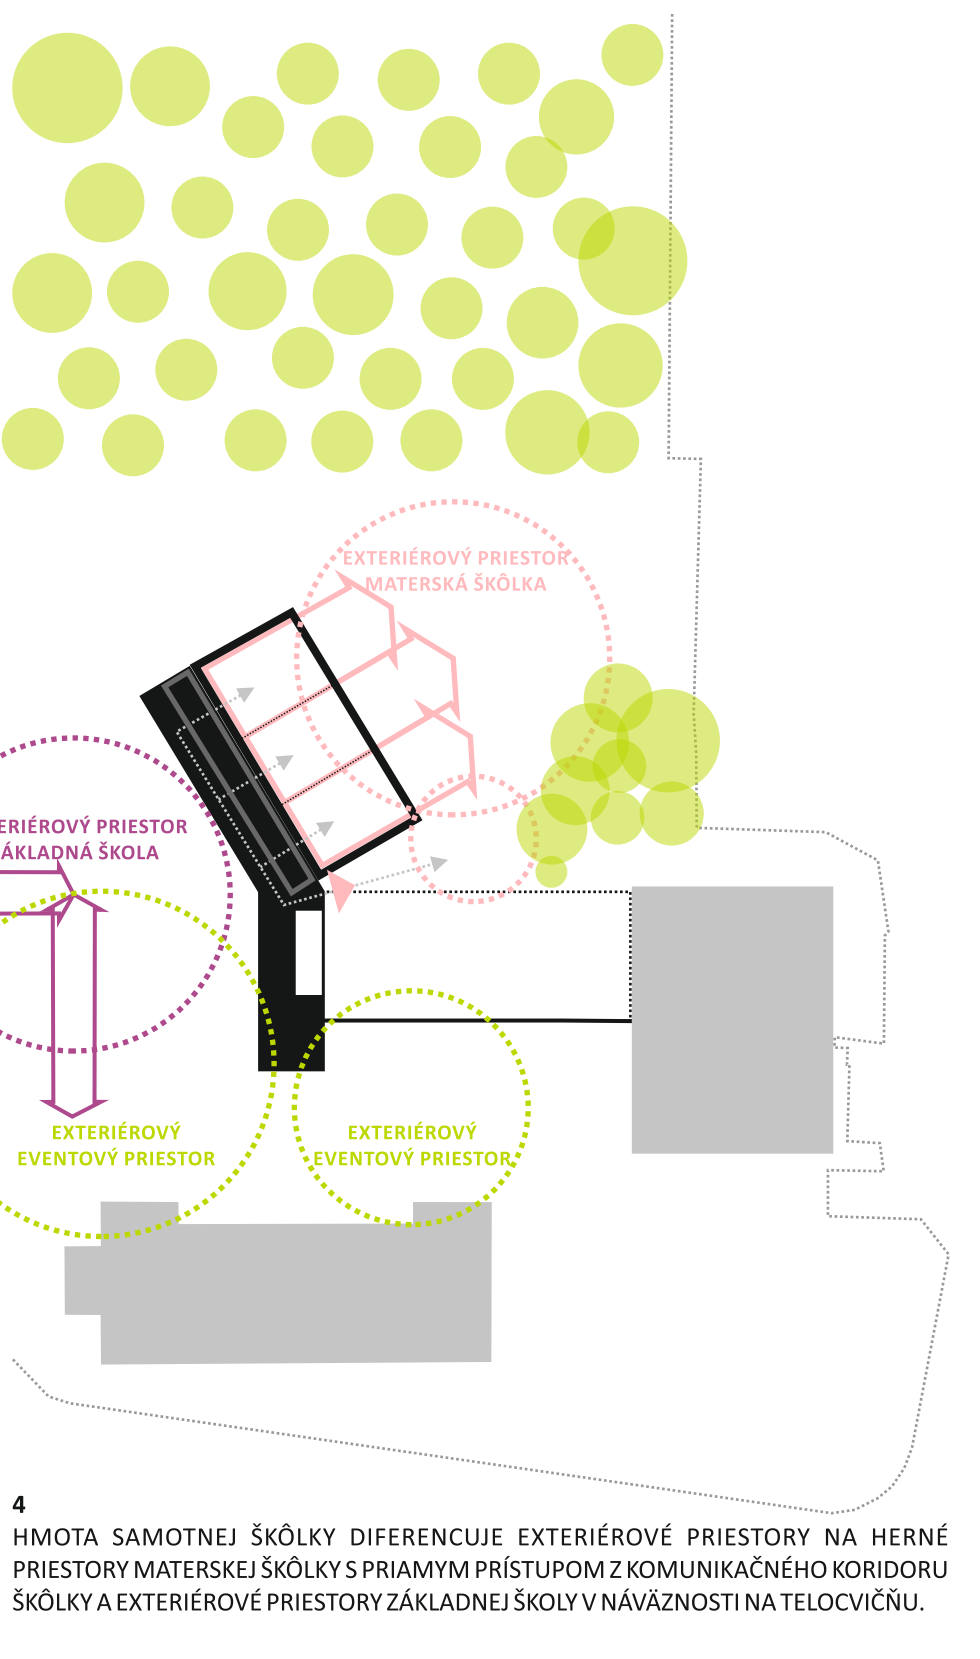 EXTERIÉROVÝ PRIESTOR
MATERSKÁ ŠKÔLKA
ERIÉROVÝ PRIESTOR
ÁKLADNÁ ŠKOLA
EXTERIÉROVÝ
EVENTOVÝ PRIESTOR
EXTERIÉROVÝ
EVENTOVÝ PRIESTOR
4
HMOTA SAMOTNEJ ŠKÔLKY DIFERENCUJE EXTERIÉROVÉ PRIESTORY NA HERNÉ
PRIESTORY MATERSKEJ ŠKÔLKY S PRIAMYM PRÍSTUPOM Z KOMUNIKAČNÉHO KORIDORU
ŠKÔLKY A EXTERIÉROVÉ PRIESTORY ZÁKLADNEJ ŠKOLY V NÁVÄZNOSTI NA TELOCVIČŇU.